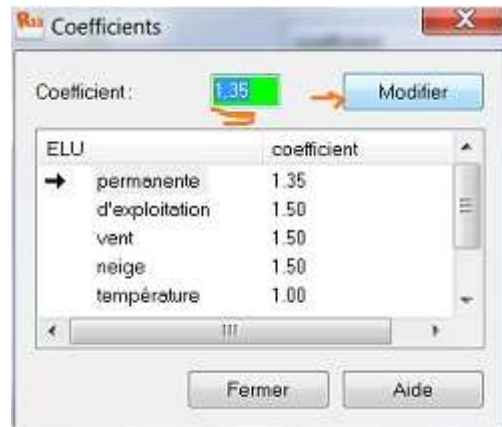 Coefficients
Coefficient : 1.35 Modifier
ELU coefficient
permanente 1.35
d'exploitation 1.50
vent 1.50
neige 1.50
température 1.00
Fermer Aide